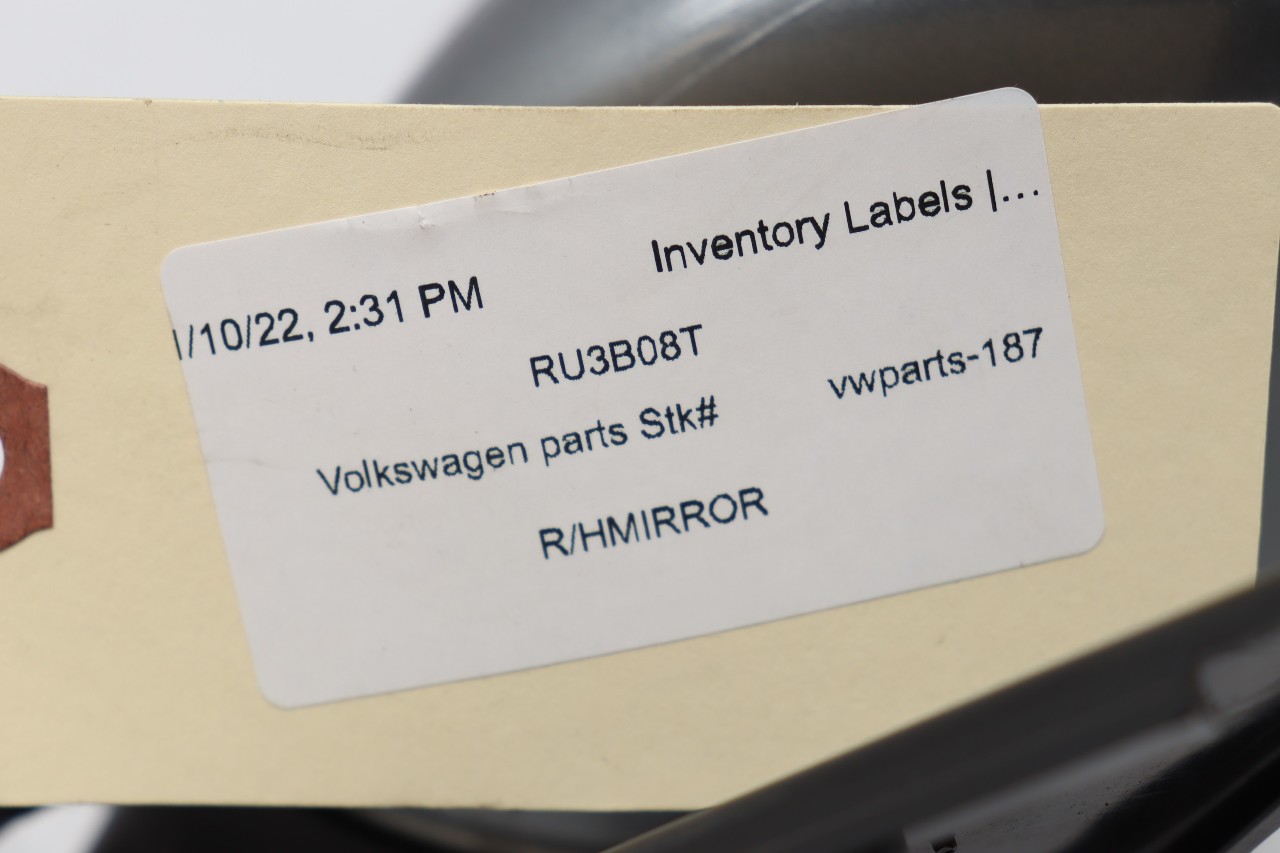 /10/22, 2:31 PM Inventory Labels |...
RU3B08T
Volkswagen parts Stk# vwparts-187
R/HMIRROR